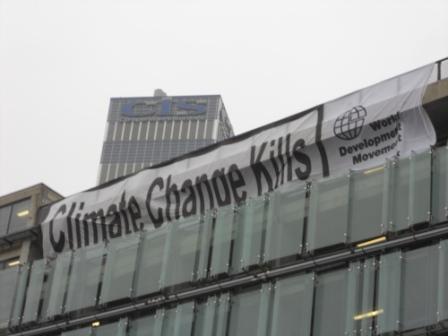 CIS
Climate Change Kills
World
Development
Movement